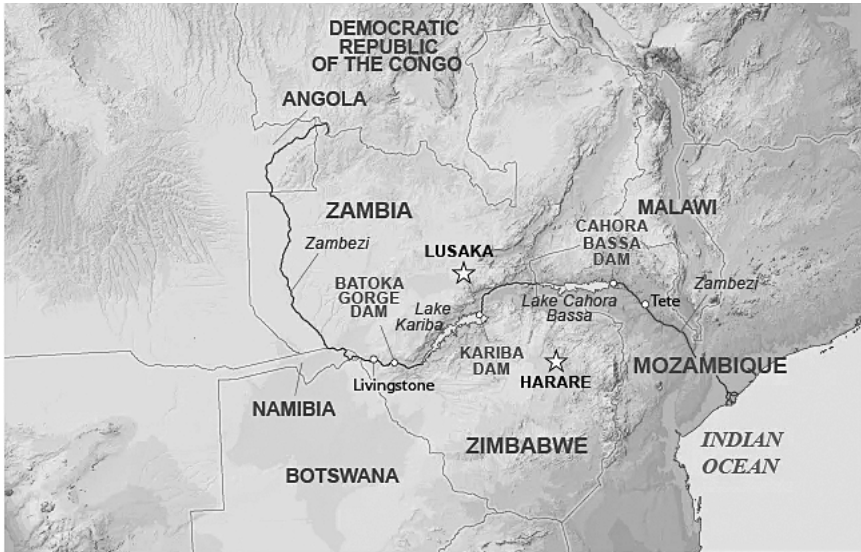 DEMOCRATIC
REPUBLIC
OF THE CONGO
ANGOLA
ZAMBIA
MALAWI
CAHORA
BASSA
DAM
LUSAKA
Zambezi
BATOKA
GORGE
DAM
Lake
Kariba
Lake Cahora
Bassa
Zambezi
Tete
KARIBA
DAM
HARARE
MOZAMBIQUE
Livingstone
NAMIBIA
ZIMBABWE
INDIAN
OCEAN
BOTSWANA